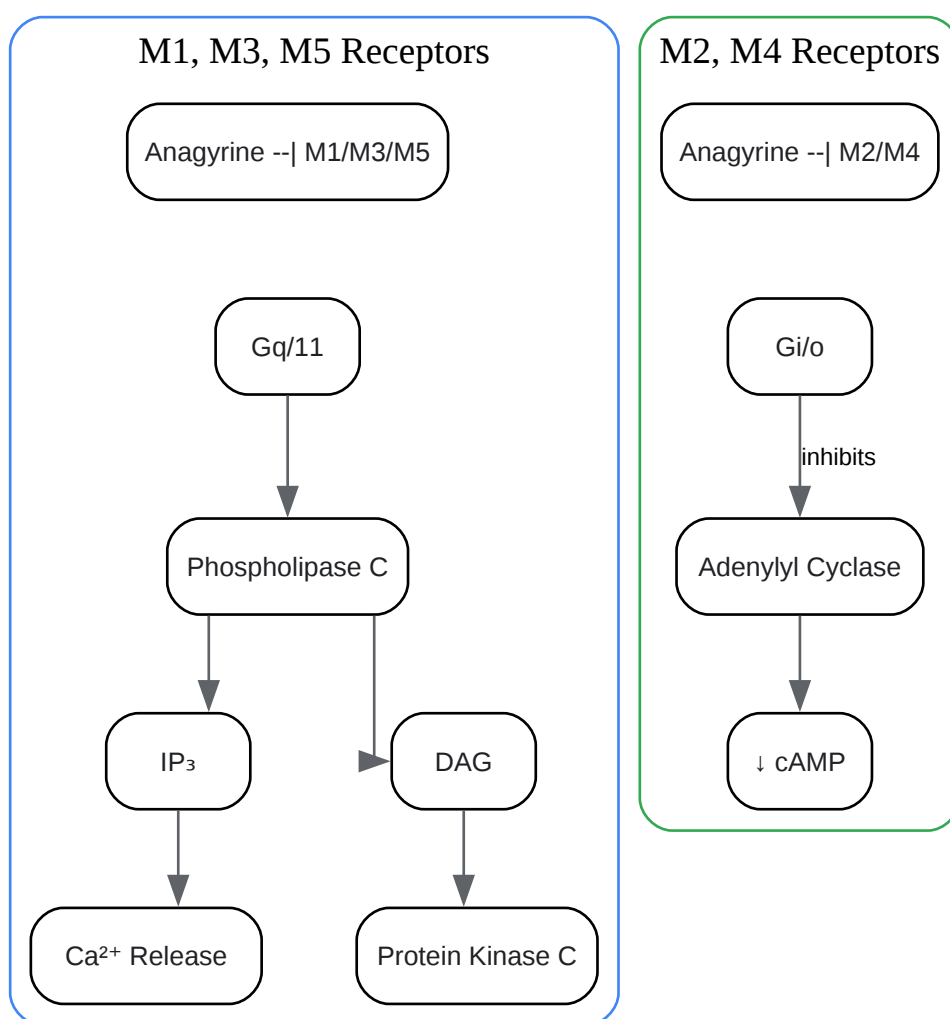 M1, M3, M5 Receptors
Anagyrine --| M1/M3/M5
Gq/11
Phospholipase C
IP₃
DAG
Ca²⁺ Release
Protein Kinase C
M2, M4 Receptors
Anagyrine --| M2/M4
Gi/o
inhibits
Adenylyl Cyclase
↓ cAMP